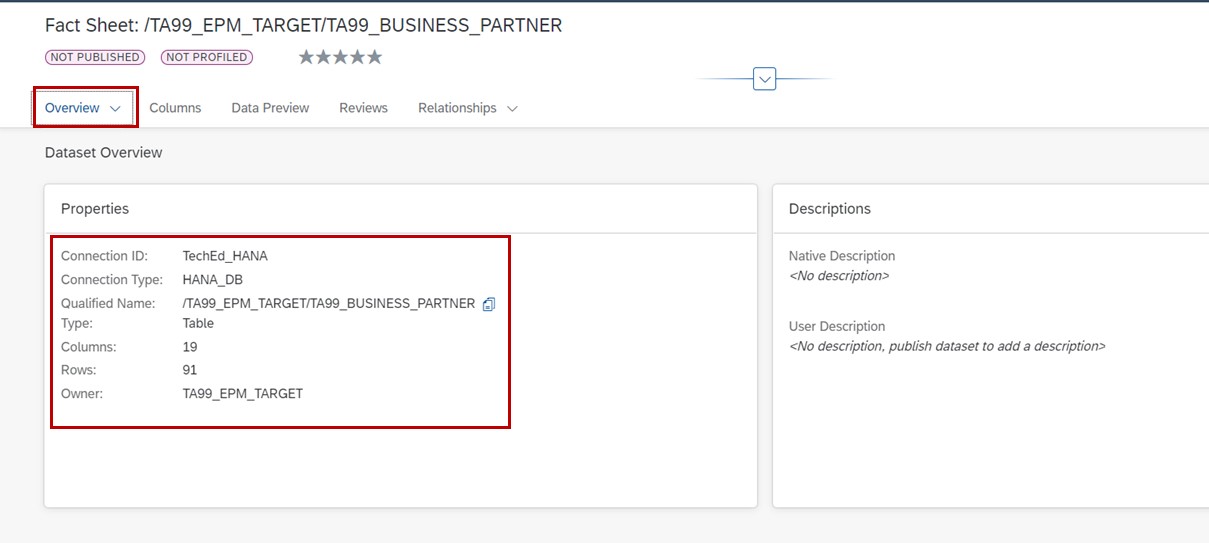 Fact Sheet: /TA99_EPM_TARGET/TA99_BUSINESS_PARTNER
NOT PUBLISHED NOT PROFILED
Overview Columns Data Preview Reviews Relationships
Dataset Overview
Properties
Connection ID: TechEd_HANA
Connection Type: HANA_DB
Qualified Name: /TA99_EPM_TARGET/TA99_BUSINESS_PARTNER
Type: Table
Columns: 19
Rows: 91
Owner: TA99_EPM_TARGET
Descriptions
Native Description
<No description>
User Description
<No description, publish dataset to add a description>